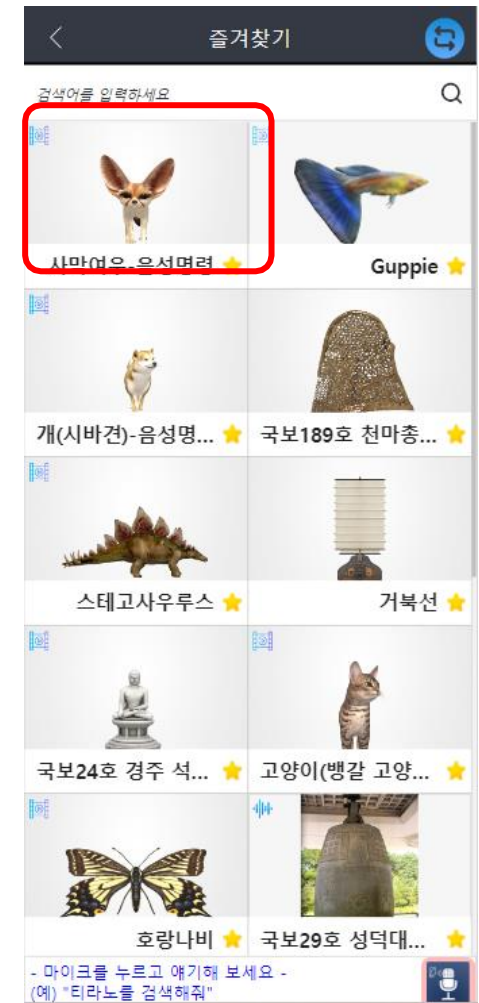 즐겨찾기
검색어를 입력하세요
사막여우-음성명령
Guppie
개(시바견)-음성명...
국보189호 천마총...
스테고사우루스
거북선
국보24호 경주 석...
고양이(뱅갈 고양...
호랑나비
국보29호 성덕대...
- 마이크를 누르고 얘기해 보세요 -
(예) "티라노를 검색해줘"